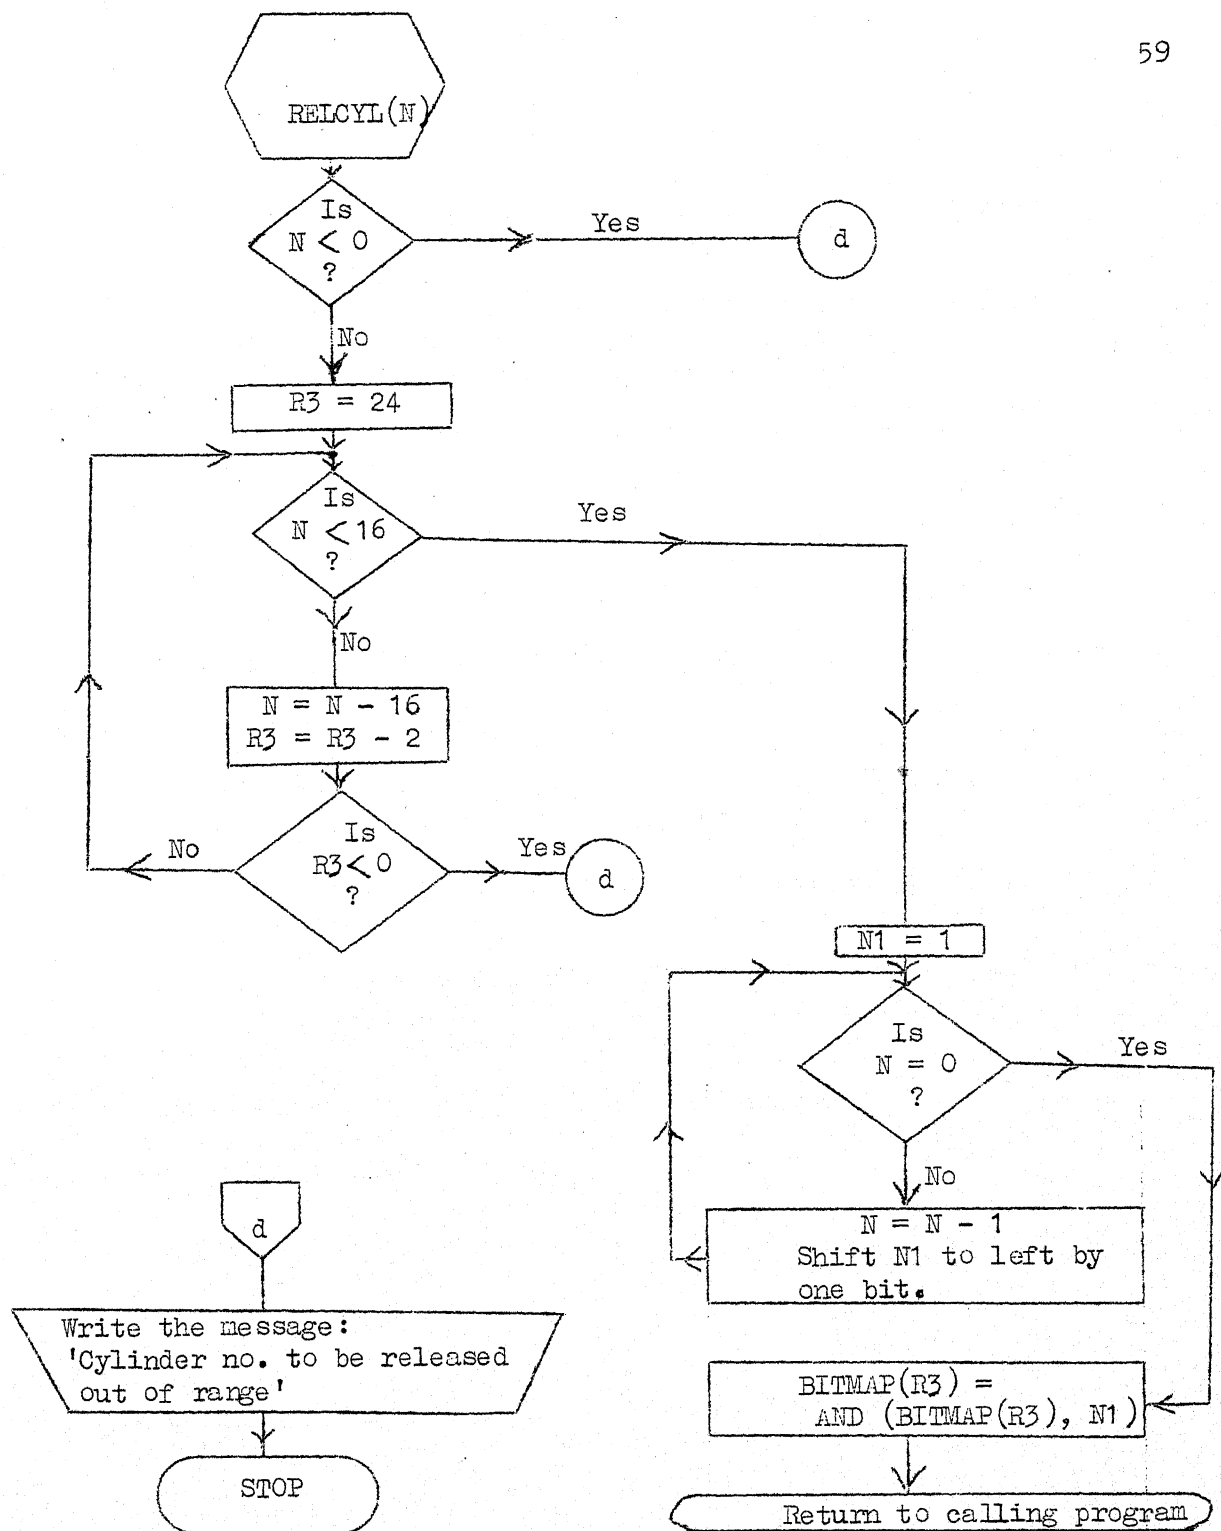 59
RELCYL(N)
Is
N < 0
?
Yes
d
No
R3 = 24
Is
N < 16
?
Yes
No
N = N - 16
R3 = R3 - 2
Is
R3 < 0
?
No
Yes
d
N1 = 1
Is
N = 0
?
Yes
No
N = N - 1
Shift N1 to left by
one bit.
BITMAP(R3) =
AND (BITMAP(R3), N1)
Return to calling program
d
Write the message:
'Cylinder no. to be released
out of range'
STOP